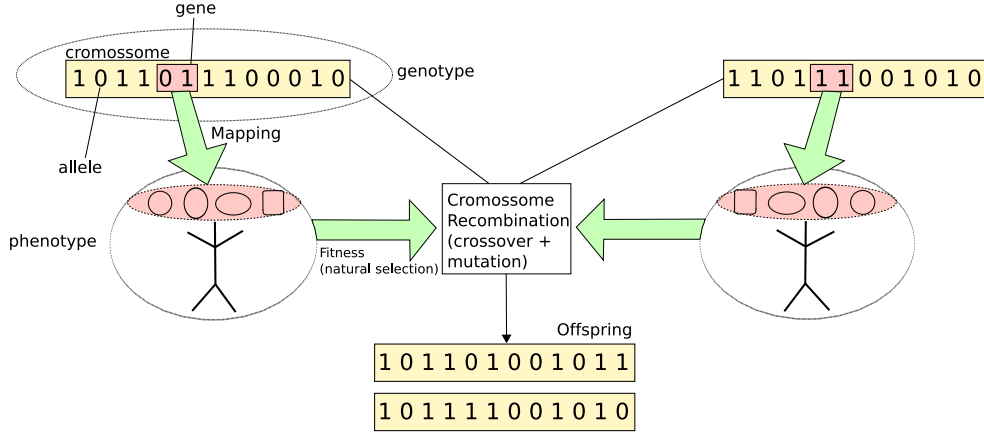 gene
cromossome
1 0 1 1 0 1 1 1 0 0 0 1 0
genotype
1 1 0 1 1 1 0 0 1 0 1 0
allele
Mapping
phenotype
Fitness
(natural selection)
Cromossome
Recombination
(crossover +
mutation)
Offspring
1 0 1 1 0 1 0 0 1 0 1 1
1 0 1 1 1 1 0 0 1 0 1 0